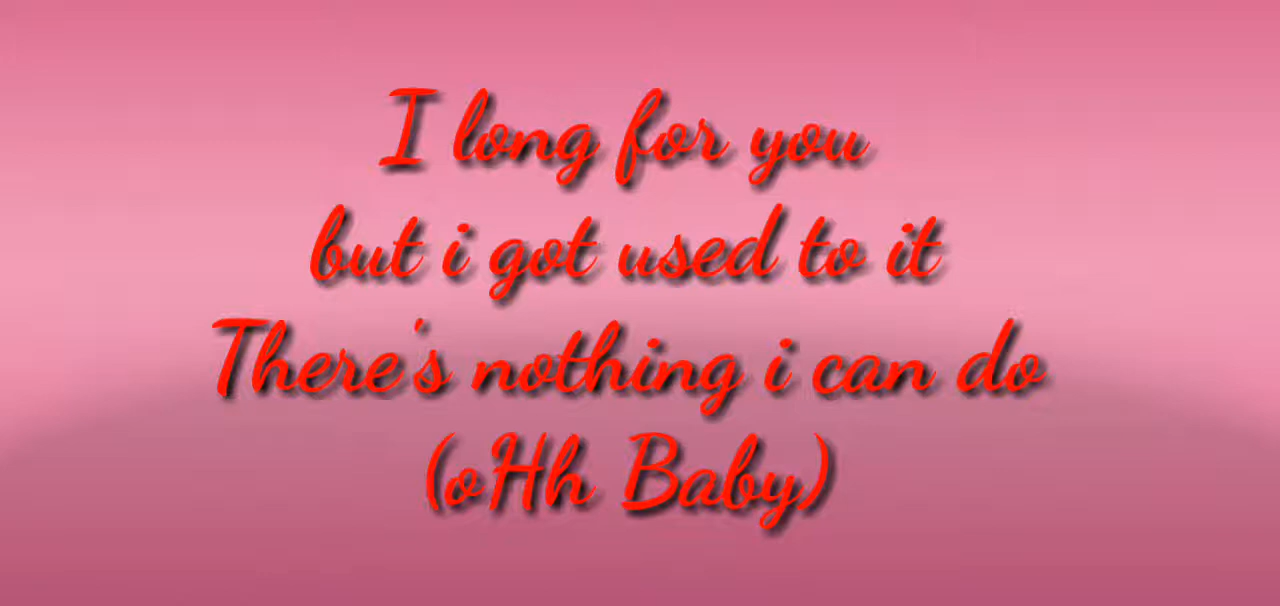 I long for you
but i got used to it
There's nothing i can do
(oHh Baby)